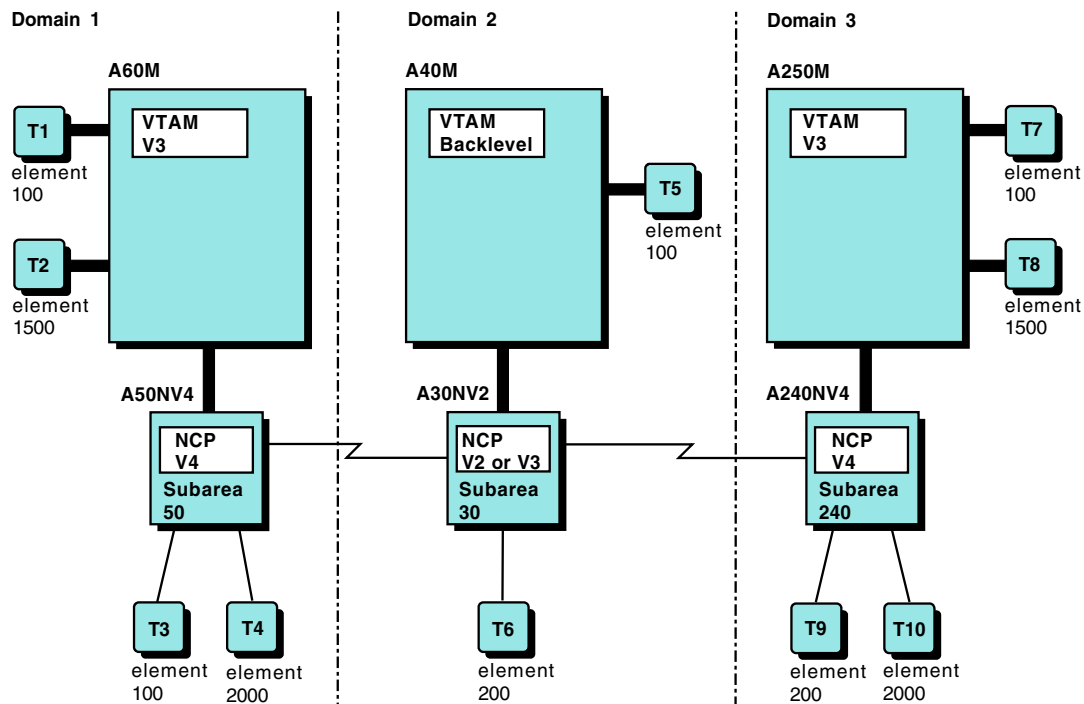 Domain 1
Domain 2
Domain 3
A60M
A40M
A250M
T1
element
100
VTAM
V3
VTAM
Backlevel
VTAM
V3
T7
element
100
T5
element
100
T2
element
1500
T8
element
1500
A50NV4
A30NV2
A240NV4
NCP
V4
Subarea
50
NCP
V2 or V3
Subarea
30
NCP
V4
Subarea
240
T3
element
100
T4
element
2000
T6
element
200
T9
element
200
T10
element
2000